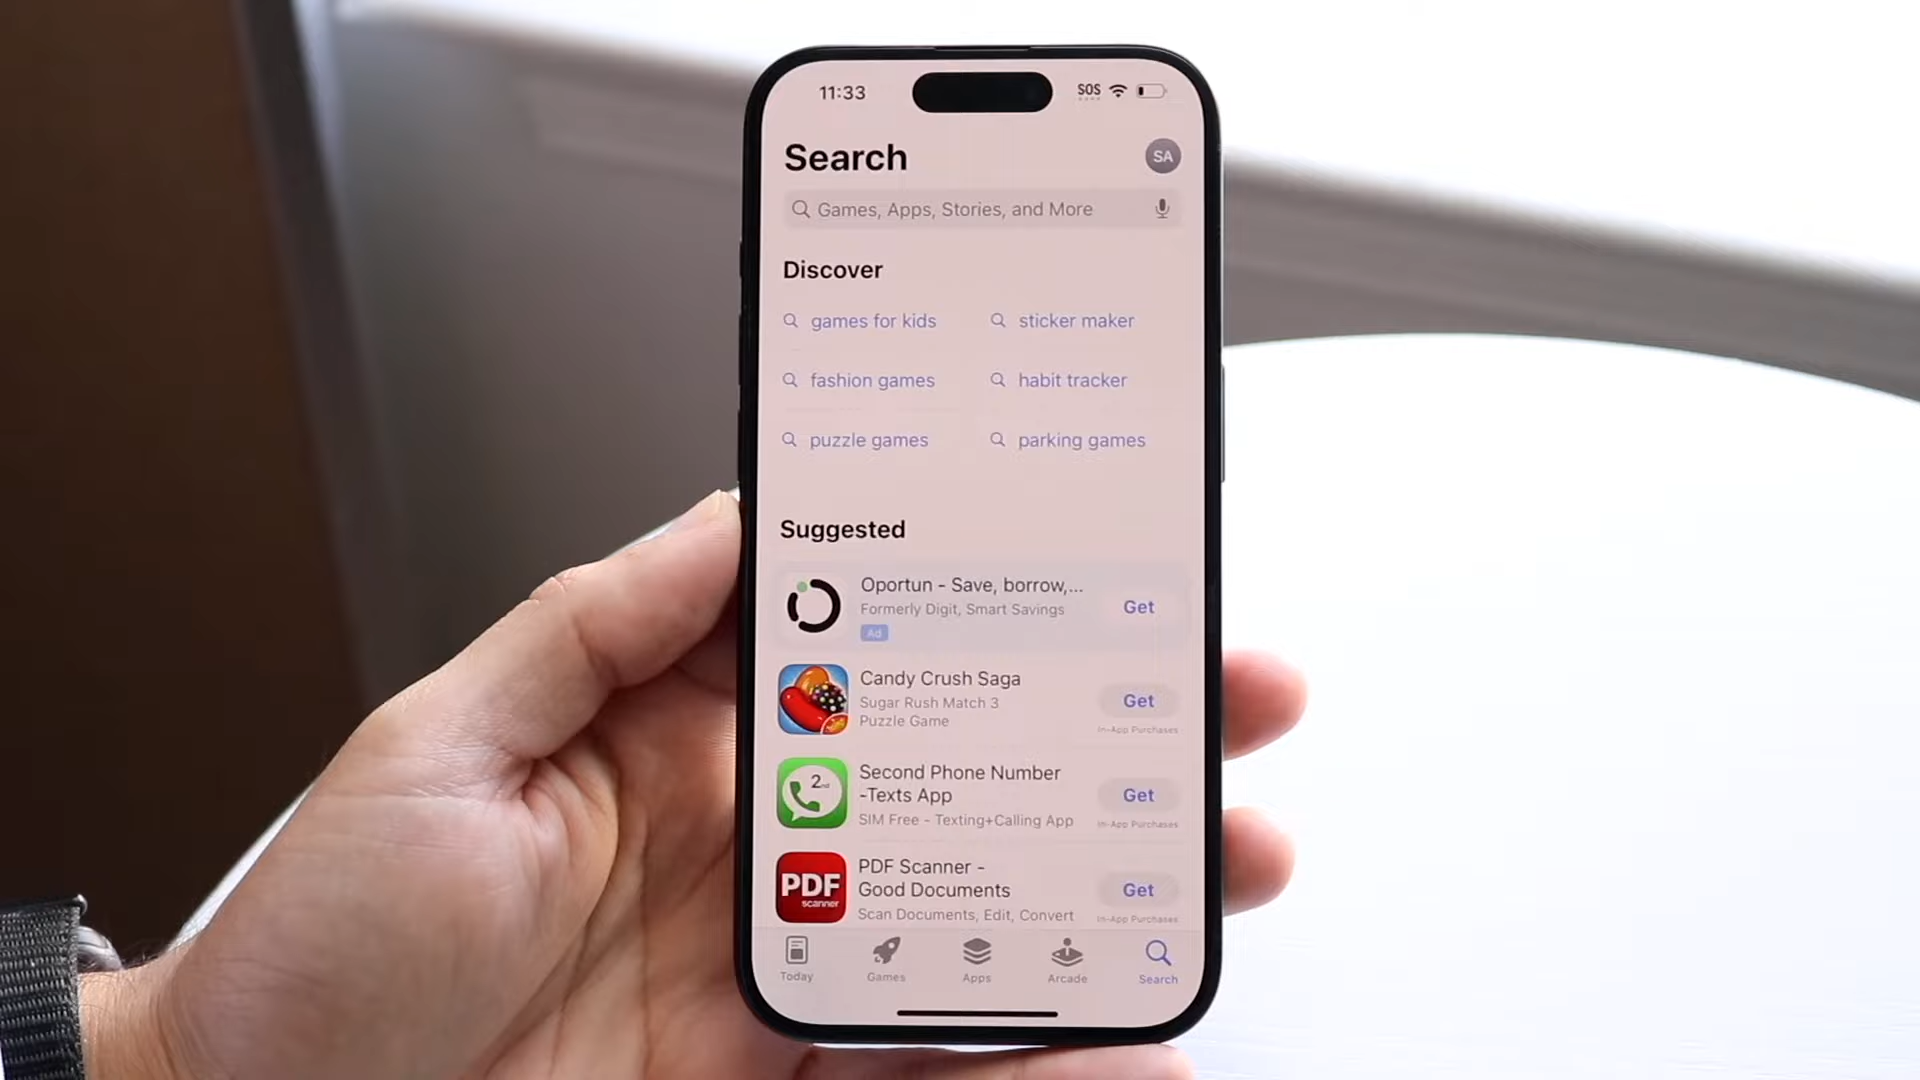 11:33 SOS
Search SA
Games, Apps, Stories, and More
Discover
games for kids
sticker maker
fashion games
habit tracker
puzzle games
parking games
Suggested
Oportun - Save, borrow,...
Formerly Digit, Smart Savings
Ad
Get
Candy Crush Saga
Sugar Rush Match 3
Puzzle Game
Get
In-App Purchases
2nd
Second Phone Number
-Texts App
SIM Free - Texting+Calling App
Get
In-App Purchases
PDF
scanner
PDF Scanner -
Good Documents
Scan Documents, Edit, Convert
Get
In-App Purchases
Today Games Apps Arcade Search